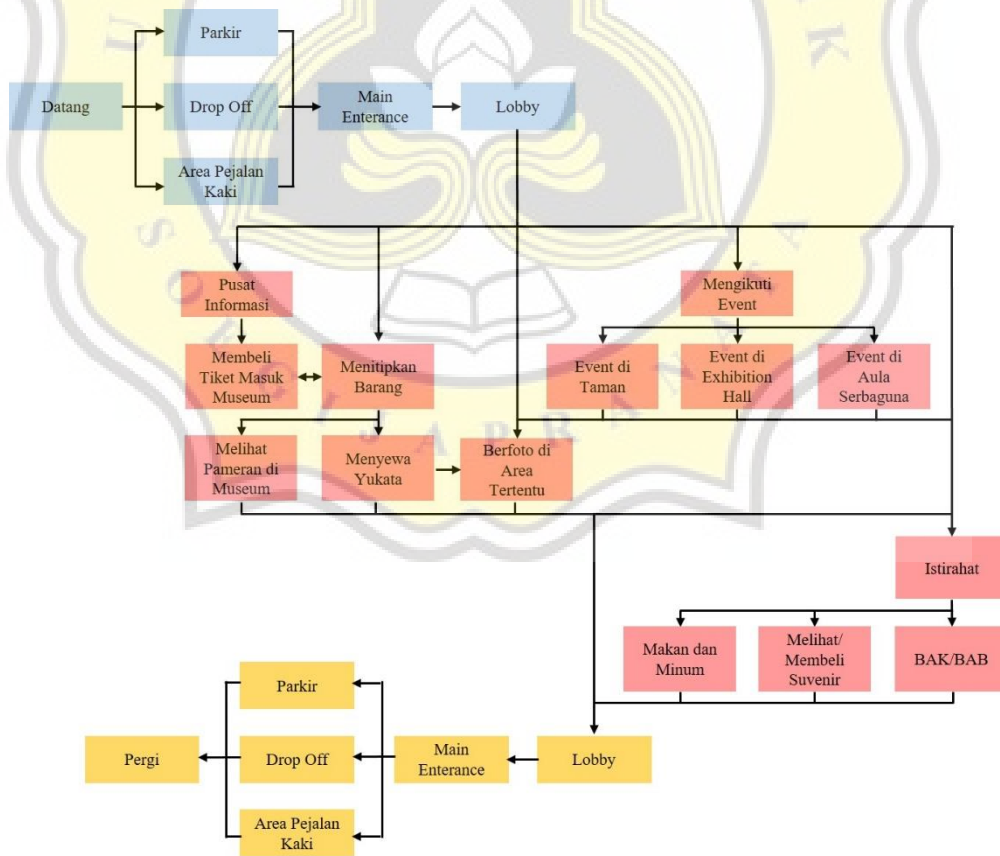 Parkir
Datang
Drop Off
Main
Enterance
Lobby
Area Pejalan
Kaki
Pusat
Informasi
Mengikuti
Event
Membeli
Tiket Masuk
Museum
Menitipkan
Barang
Event di
Taman
Event di
Exhibition
Hall
Event di
Aula
Serbaguna
Melihat
Pameran di
Museum
Menyewa
Yukata
Berfoto di
Area
Tertentu
Istirahat
Makan dan
Minum
Melihat/
Membeli
Suvenir
BAK/BAB
Parkir
Pergi
Drop Off
Main
Enterance
Lobby
Area Pejalan
Kaki
SOEGIJAPRANATA